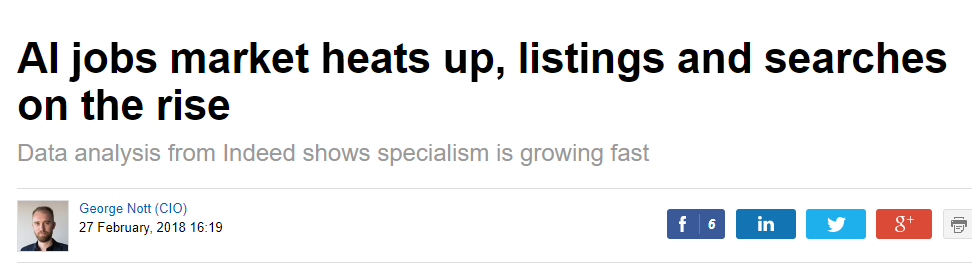 AI jobs market heats up, listings and searches
on the rise
Data analysis from Indeed shows specialism is growing fast
George Nott (CIO)
27 February, 2018 16:19
f 6 in g+